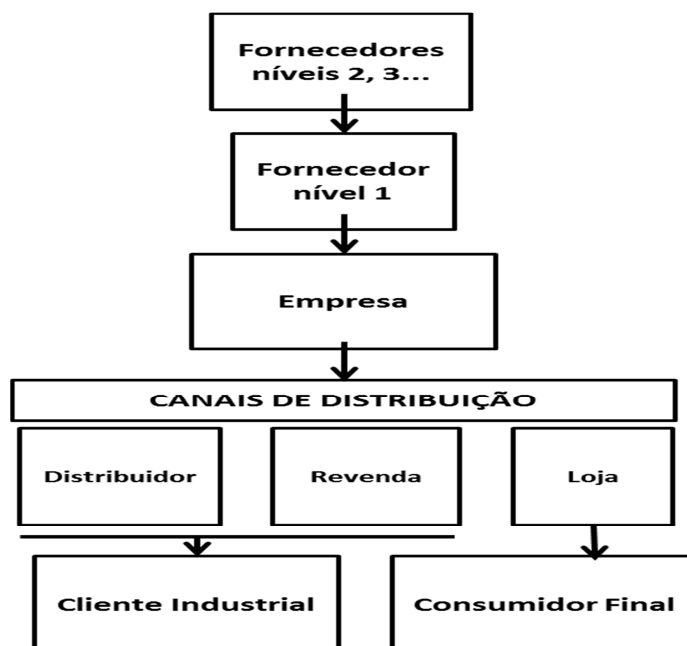 Fornecedores
níveis 2, 3...
Fornecedor
nível 1
Empresa
CANAIS DE DISTRIBUIÇÃO
Distribuidor
Revenda
Loja
Cliente Industrial
Consumidor Final